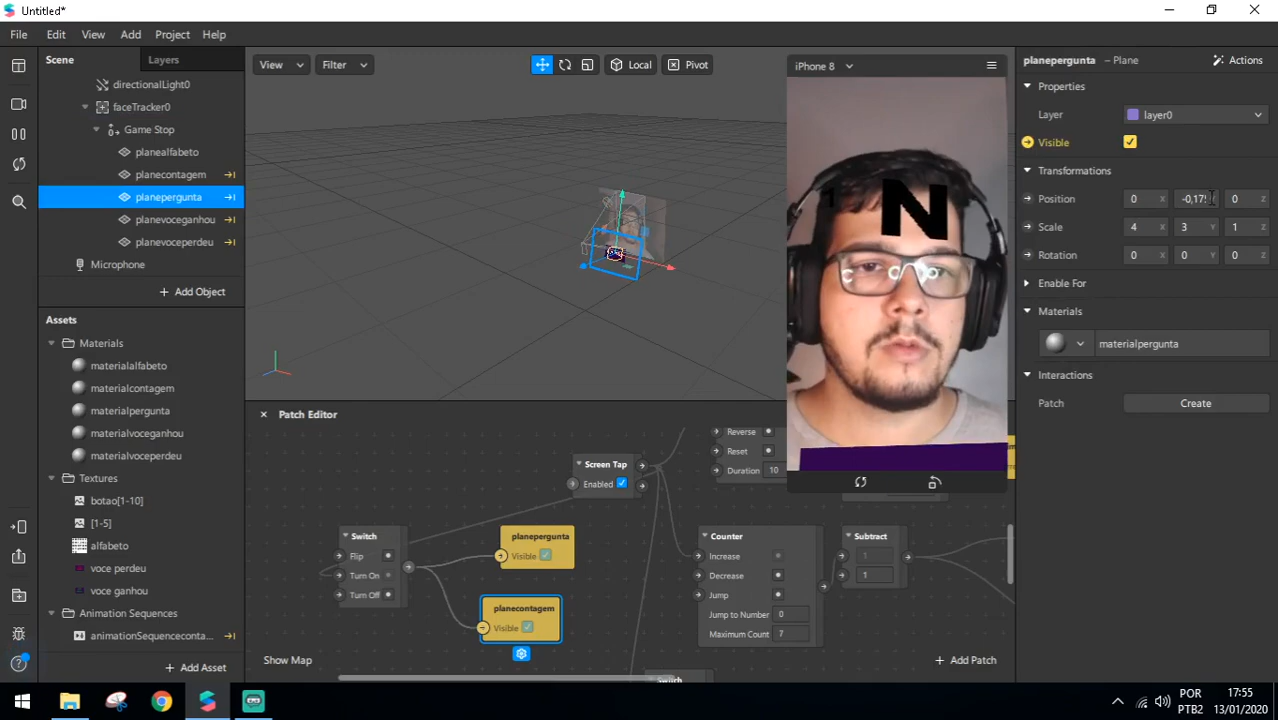 Untitled*
File Edit View Add Project Help
Scene Layers
directionalLight0
faceTracker0
Game Stop
planealfabeto
planecontagem
planepergunta
planevoceganhou
planevoceperdeu
Microphone
Add Object
Assets
Materials
materialalfabeto
materialcontagem
materialpergunta
materialvoceganhou
materialvoceperdeu
Textures
botao[1-10]
[1-5]
alfabeto
voce perdeu
voce ganhou
Animation Sequences
animationSequenceconta...
Add Asset
View Filter Local Pivot
iPhone 8
1 N
Patch Editor
Reverse
Reset
Duration 10
Screen Tap
Enabled
Switch
Flip
Turn On
Turn Off
planepergunta
Visible
planecontagem
Visible
Counter
Increase
Decrease
Jump
Jump to Number 0
Maximum Count 7
Subtract
1
1
Show Map
Add Patch
planepergunta – Plane Actions
Properties
Layer layer0
Visible
Transformations
Position 0 X -0,175 0 Z
Scale 4 X 3 Y 1 Z
Rotation 0 X 0 Y 0 Z
Enable For
Materials
materialpergunta
Interactions
Patch Create
POR
PTB2
17:55
13/01/2020